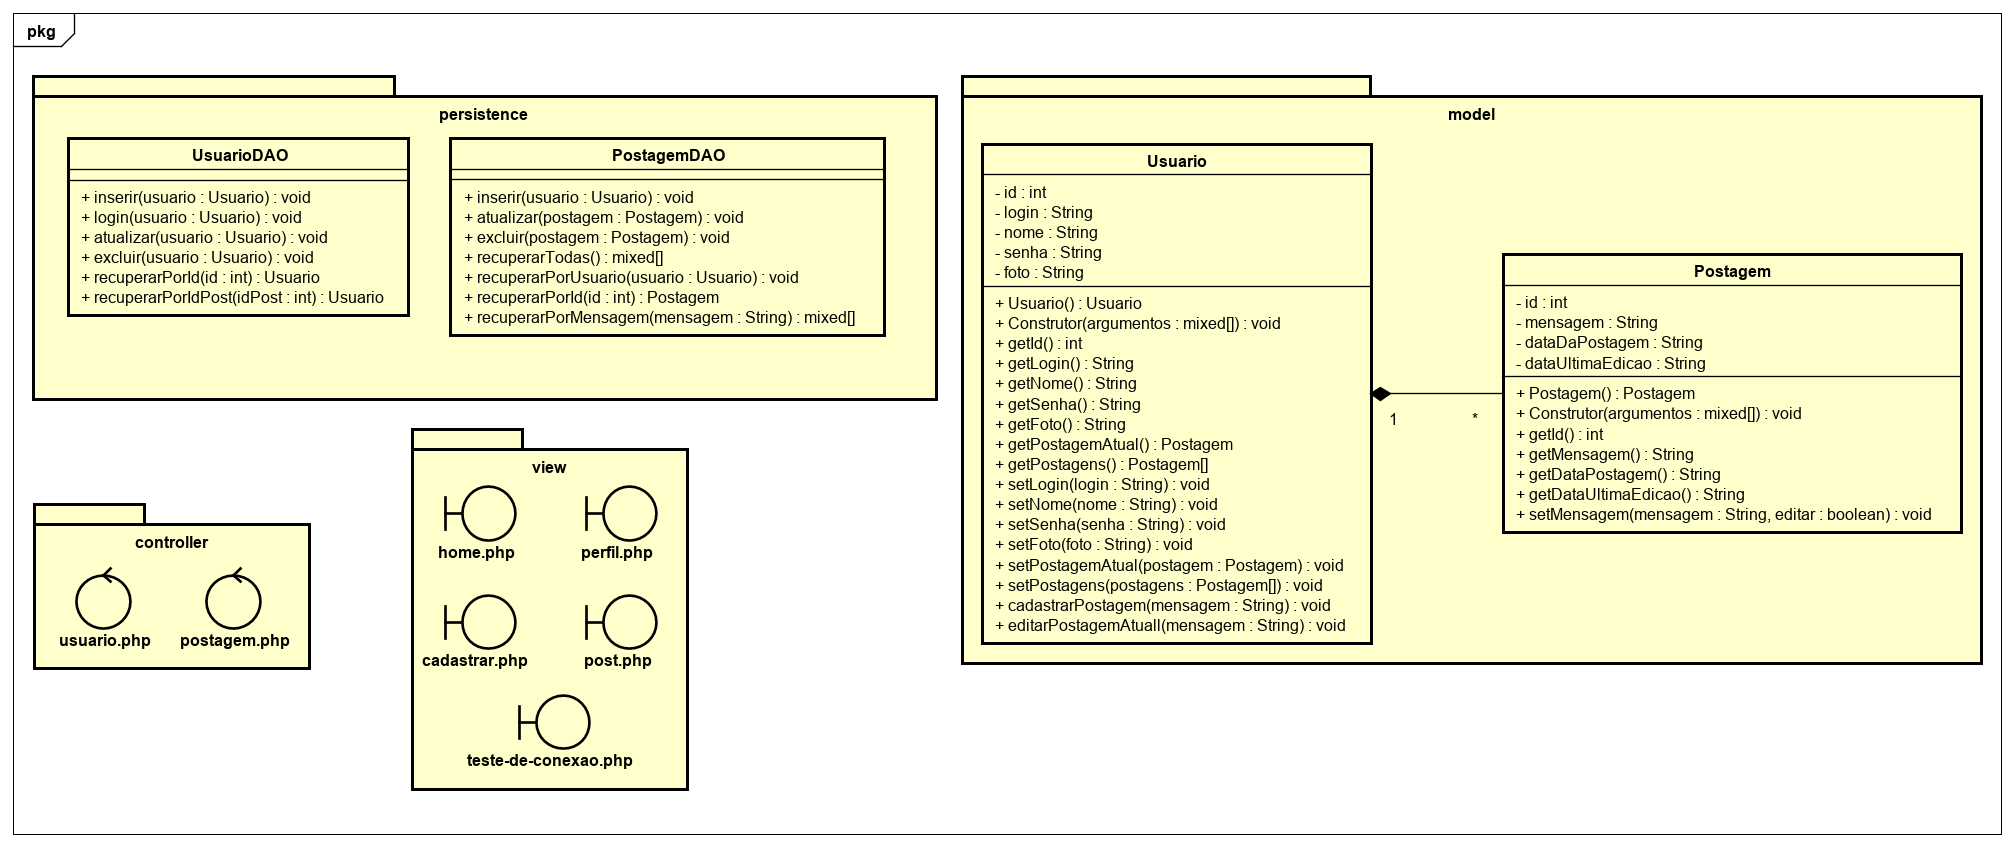 pkg
persistence
UsuarioDAO
+ inserir(usuario : Usuario) : void
+ login(usuario : Usuario) : void
+ atualizar(usuario : Usuario) : void
+ excluir(usuario : Usuario) : void
+ recuperarPorId(id : int) : Usuario
+ recuperarPorIdPost(idPost : int) : Usuario
PostagemDAO
+ inserir(usuario : Usuario) : void
+ atualizar(postagem : Postagem) : void
+ excluir(postagem : Postagem) : void
+ recuperarTodas() : mixed[]
+ recuperarPorUsuario(usuario : Usuario) : void
+ recuperarPorId(id : int) : Postagem
+ recuperarPorMensagem(mensagem : String) : mixed[]
model
Usuario
- id : int
- login : String
- nome : String
- senha : String
- foto : String
+ Usuario() : Usuario
+ Construtor(argumentos : mixed[]) : void
+ getId() : int
+ getLogin() : String
+ getNome() : String
+ getSenha() : String
+ getFoto() : String
+ getPostagemAtual() : Postagem
+ getPostagens() : Postagem[]
+ setLogin(login : String) : void
+ setNome(nome : String) : void
+ setSenha(senha : String) : void
+ setFoto(foto : String) : void
+ setPostagemAtual(postagem : Postagem) : void
+ setPostagens(postagens : Postagem[]) : void
+ cadastrarPostagem(mensagem : String) : void
+ editarPostagemAtuall(mensagem : String) : void
1
*
Postagem
- id : int
- mensagem : String
- dataDaPostagem : String
- dataUltimaEdicao : String
+ Postagem() : Postagem
+ Construtor(argumentos : mixed[]) : void
+ getId() : int
+ getMensagem() : String
+ getDataPostagem() : String
+ getDataUltimaEdicao() : String
+ setMensagem(mensagem : String, editar : boolean) : void
controller
usuario.php
postagem.php
view
home.php
perfil.php
cadastrar.php
post.php
teste-de-conexao.php